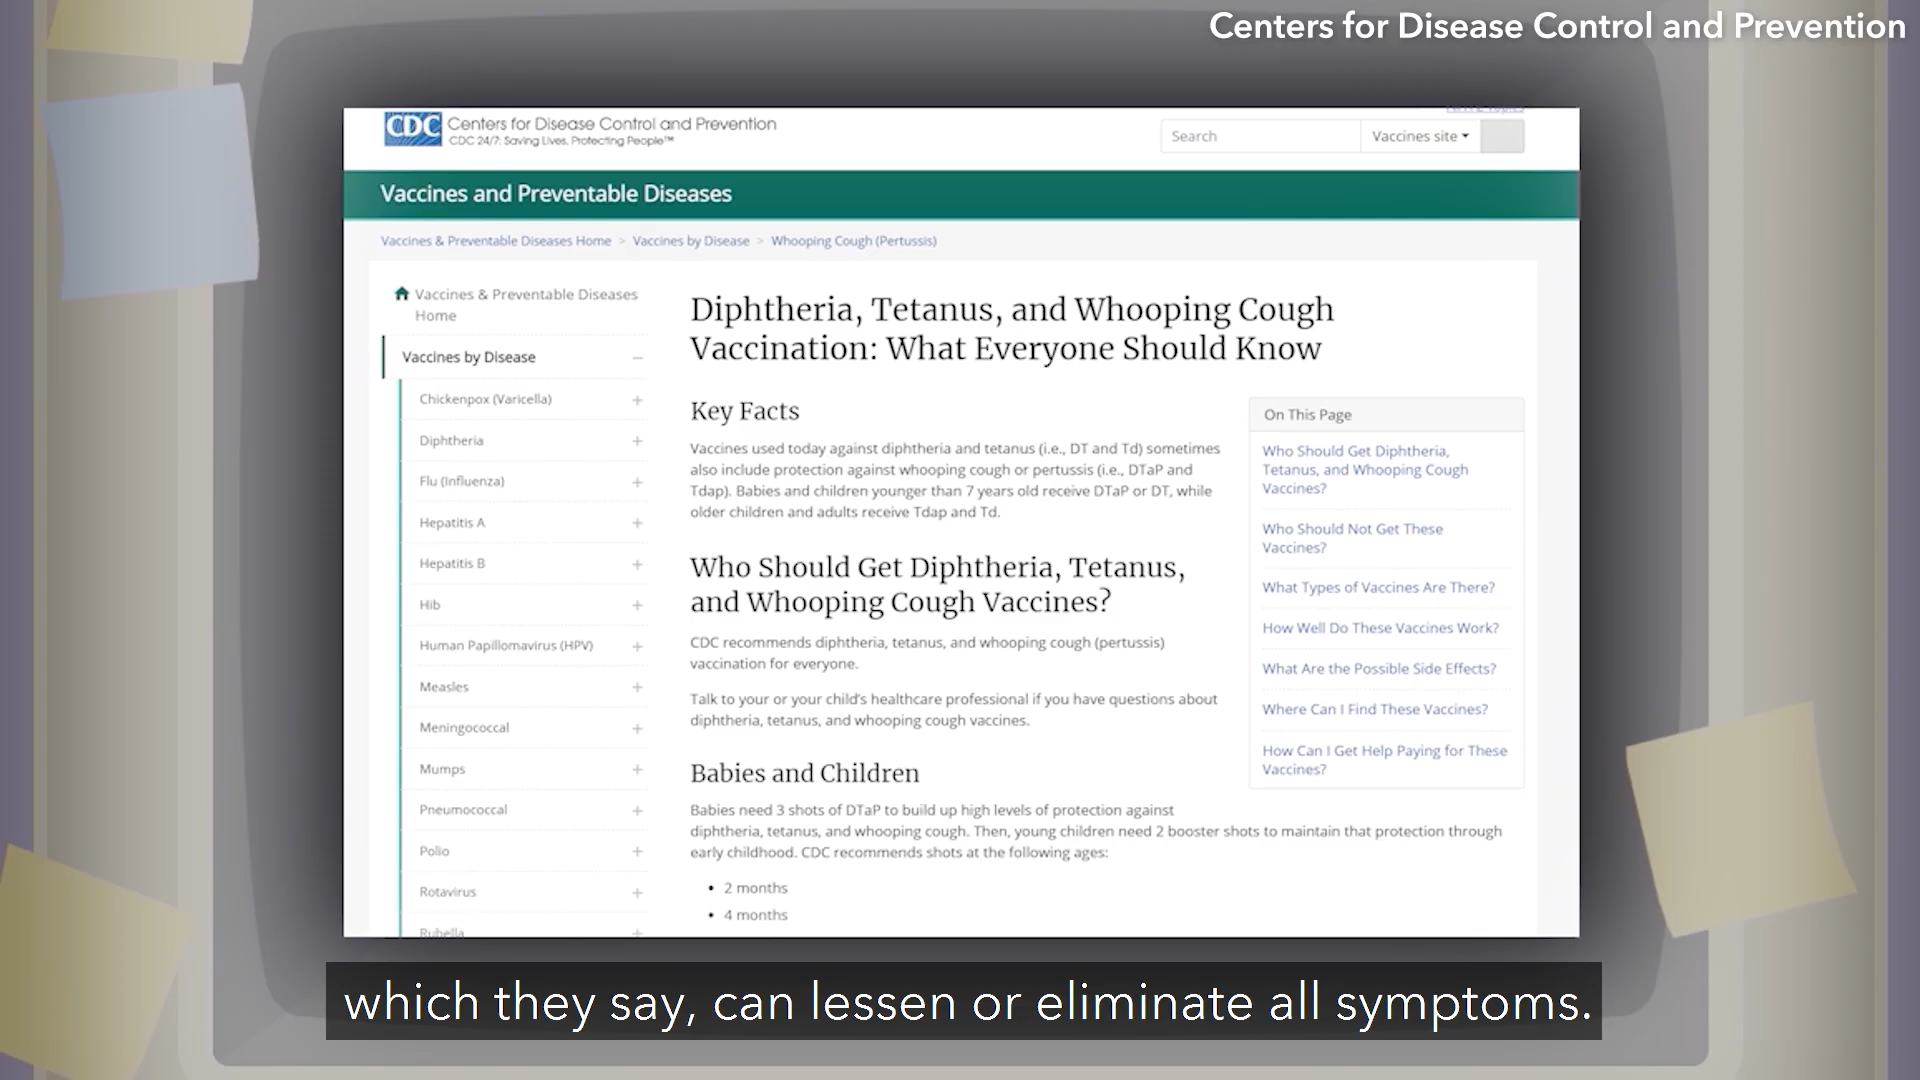 Centers for Disease Control and Prevention
CDC Centers for Disease Control and Prevention
CDC 24/7: Saving Lives, Protecting People™
Search
Vaccines site
Vaccines and Preventable Diseases
Vaccines & Preventable Diseases Home > Vaccines by Disease > Whooping Cough (Pertussis)
Vaccines & Preventable Diseases
Home
Vaccines by Disease
Chickenpox (Varicella)
Diphtheria
Flu (Influenza)
Hepatitis A
Hepatitis B
Hib
Human Papillomavirus (HPV)
Measles
Meningococcal
Mumps
Pneumococcal
Polio
Rotavirus
Rubella
Diphtheria, Tetanus, and Whooping Cough
Vaccination: What Everyone Should Know
Key Facts
Vaccines used today against diphtheria and tetanus (i.e., DT and Td) sometimes
also include protection against whooping cough or pertussis (i.e., DTaP and
Tdap). Babies and children younger than 7 years old receive DTaP or DT, while
older children and adults receive Tdap and Td.
Who Should Get Diphtheria, Tetanus,
and Whooping Cough Vaccines?
CDC recommends diphtheria, tetanus, and whooping cough (pertussis)
vaccination for everyone.
Talk to your or your child's healthcare professional if you have questions about
diphtheria, tetanus, and whooping cough vaccines.
Babies and Children
Babies need 3 shots of DTaP to build up high levels of protection against
diphtheria, tetanus, and whooping cough. Then, young children need 2 booster shots to maintain that protection through
early childhood. CDC recommends shots at the following ages:
• 2 months
• 4 months
On This Page
Who Should Get Diphtheria,
Tetanus, and Whooping Cough
Vaccines?
Who Should Not Get These
Vaccines?
What Types of Vaccines Are There?
How Well Do These Vaccines Work?
What Are the Possible Side Effects?
Where Can I Find These Vaccines?
How Can I Get Help Paying for These
Vaccines?
which they say, can lessen or eliminate all symptoms.